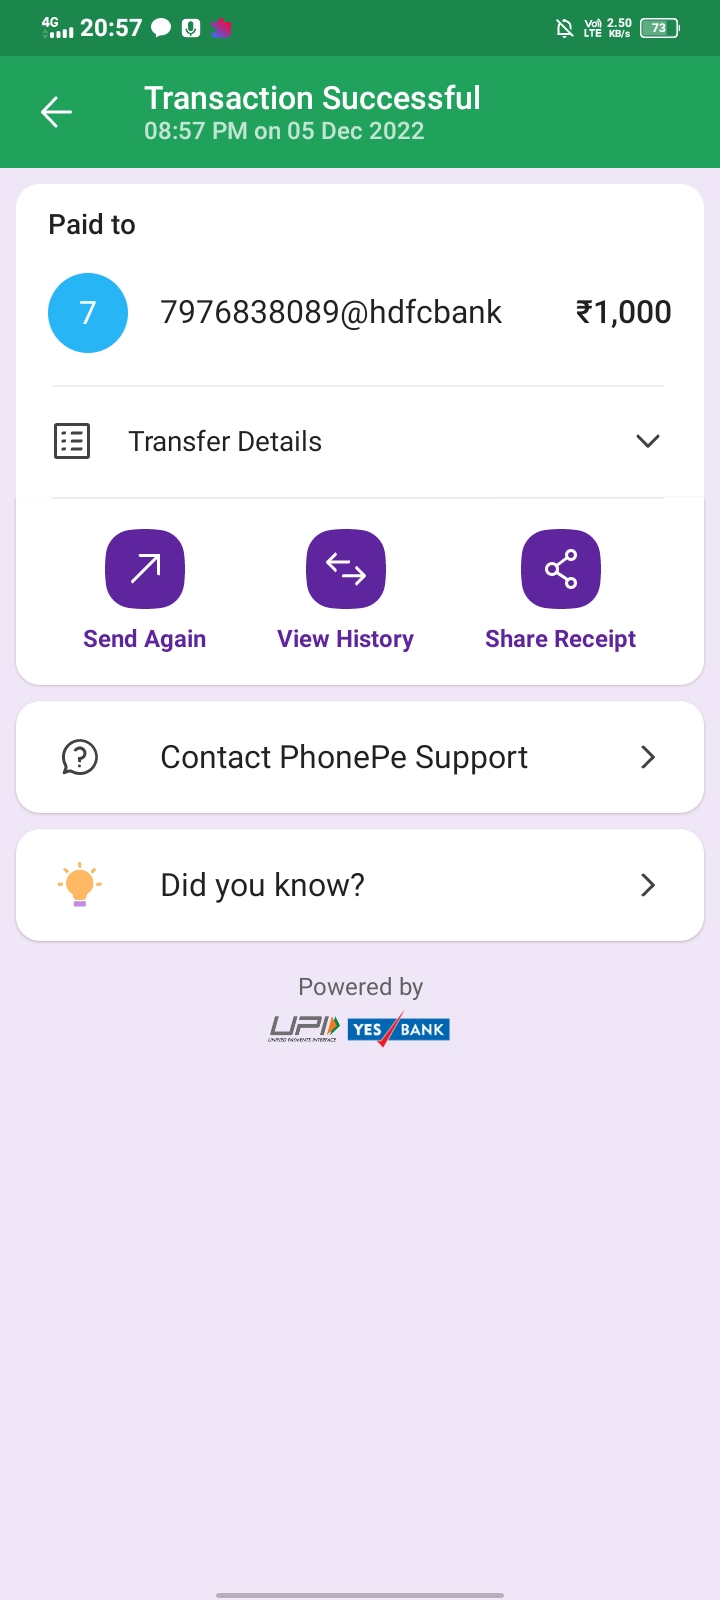 4G 20:57 Vo) 2.50
LTE KB/s 73
Transaction Successful
08:57 PM on 05 Dec 2022
Paid to
7 7976838089@hdfcbank ₹1,000
Transfer Details
Send Again View History Share Receipt
Contact PhonePe Support
Did you know?
Powered by
UPI YES BANK
UNIFIED PAYMENTS INTERFACE